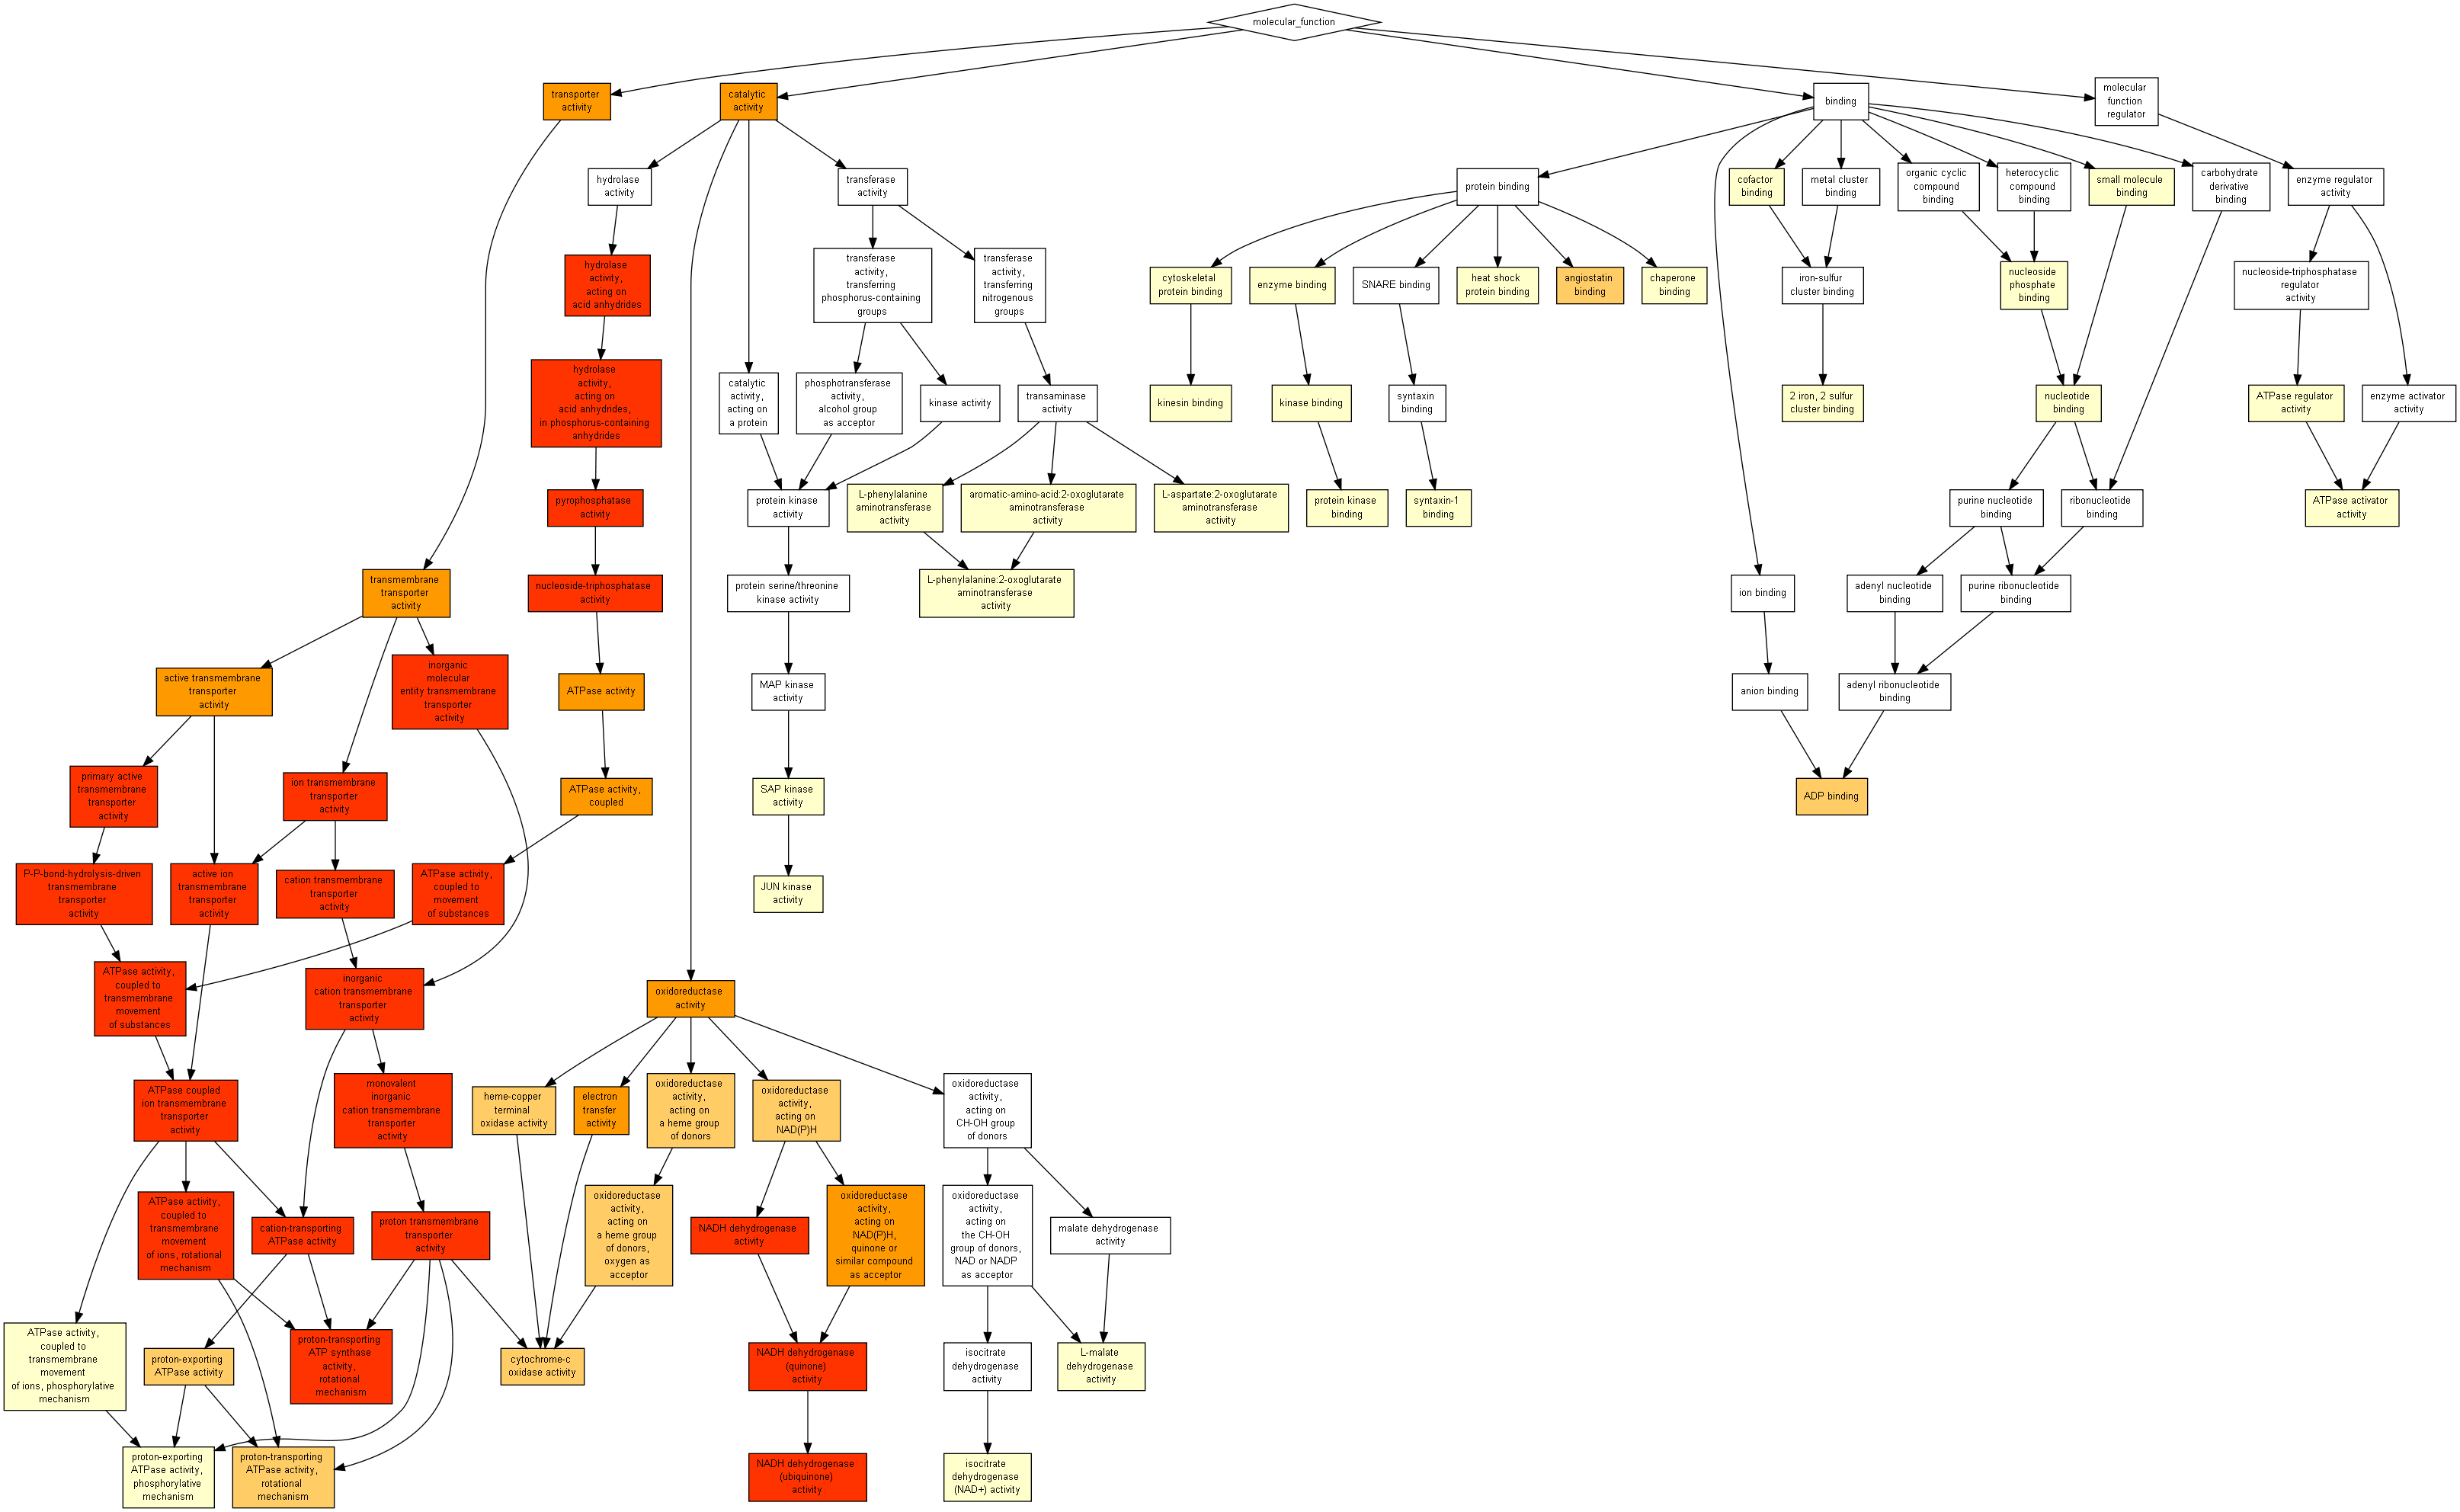 molecular_function
transporter
activity
catalytic
activity
binding
molecular
function
regulator
hydrolase
activity
transferase
activity
protein binding
cofactor
binding
metal cluster
binding
organic cyclic
compound
binding
heterocyclic
compound
binding
small molecule
binding
carbohydrate
derivative
binding
enzyme regulator
activity
hydrolase
activity,
acting on
acid anhydrides
transferase
activity,
transferring
phosphorus-containing
groups
transferase
activity,
transferring
nitrogenous
groups
cytoskeletal
protein binding
enzyme binding
SNARE binding
heat shock
protein binding
angiostatin
binding
chaperone
binding
iron-sulfur
cluster binding
nucleoside
phosphate
binding
nucleoside-triphosphatase
regulator
activity
hydrolase
activity,
acting on
acid anhydrides,
in phosphorus-containing
anhydrides
catalytic
activity,
acting on
a protein
phosphotransferase
activity,
alcohol group
as acceptor
kinase activity
transaminase
activity
kinesin binding
kinase binding
syntaxin
binding
2 iron, 2 sulfur
cluster binding
nucleotide
binding
ATPase regulator
activity
enzyme activator
activity
pyrophosphatase
activity
protein kinase
activity
L-phenylalanine
aminotransferase
activity
aromatic-amino-acid:2-oxoglutarate
aminotransferase
activity
L-aspartate:2-oxoglutarate
aminotransferase
activity
protein kinase
binding
syntaxin-1
binding
purine nucleotide
binding
ribonucleotide
binding
ATPase activator
activity
transmembrane
transporter
activity
nucleoside-triphosphatase
activity
protein serine/threonine
kinase activity
L-phenylalanine:2-oxoglutarate
aminotransferase
activity
ion binding
adenyl nucleotide
binding
purine ribonucleotide
binding
active transmembrane
transporter
activity
inorganic
molecular
entity transmembrane
transporter
activity
ATPase activity
MAP kinase
activity
anion binding
adenyl ribonucleotide
binding
primary active
transmembrane
transporter
activity
ion transmembrane
transporter
activity
ATPase activity,
coupled
SAP kinase
activity
ADP binding
P-P-bond-hydrolysis-driven
transmembrane
transporter
activity
active ion
transmembrane
transporter
activity
cation transmembrane
transporter
activity
ATPase activity,
coupled to
movement
of substances
JUN kinase
activity
ATPase activity,
coupled to
transmembrane
movement
of substances
inorganic
cation transmembrane
transporter
activity
oxidoreductase
activity
ATPase coupled
ion transmembrane
transporter
activity
monovalent
inorganic
cation transmembrane
transporter
activity
heme-copper
terminal
oxidase activity
electron
transfer
activity
oxidoreductase
activity,
acting on
a heme group
of donors
oxidoreductase
activity,
acting on
NAD(P)H
oxidoreductase
activity,
acting on
CH-OH group
of donors
ATPase activity,
coupled to
transmembrane
movement
of ions, rotational
mechanism
cation-transporting
ATPase activity
proton transmembrane
transporter
activity
oxidoreductase
activity,
acting on
a heme group
of donors,
oxygen as
acceptor
NADH dehydrogenase
activity
oxidoreductase
activity,
acting on
NAD(P)H,
quinone or
similar compound
as acceptor
oxidoreductase
activity,
acting on
the CH-OH
group of donors,
NAD or NADP
as acceptor
malate dehydrogenase
activity
ATPase activity,
coupled to
transmembrane
movement
of ions, phosphorylative
mechanism
proton-exporting
ATPase activity
proton-transporting
ATP synthase
activity,
rotational
mechanism
cytochrome-c
oxidase activity
NADH dehydrogenase
(quinone)
activity
isocitrate
dehydrogenase
activity
L-malate
dehydrogenase
activity
proton-exporting
ATPase activity,
phosphorylative
mechanism
proton-transporting
ATPase activity,
rotational
mechanism
NADH dehydrogenase
(ubiquinone)
activity
isocitrate
dehydrogenase
(NAD+) activity